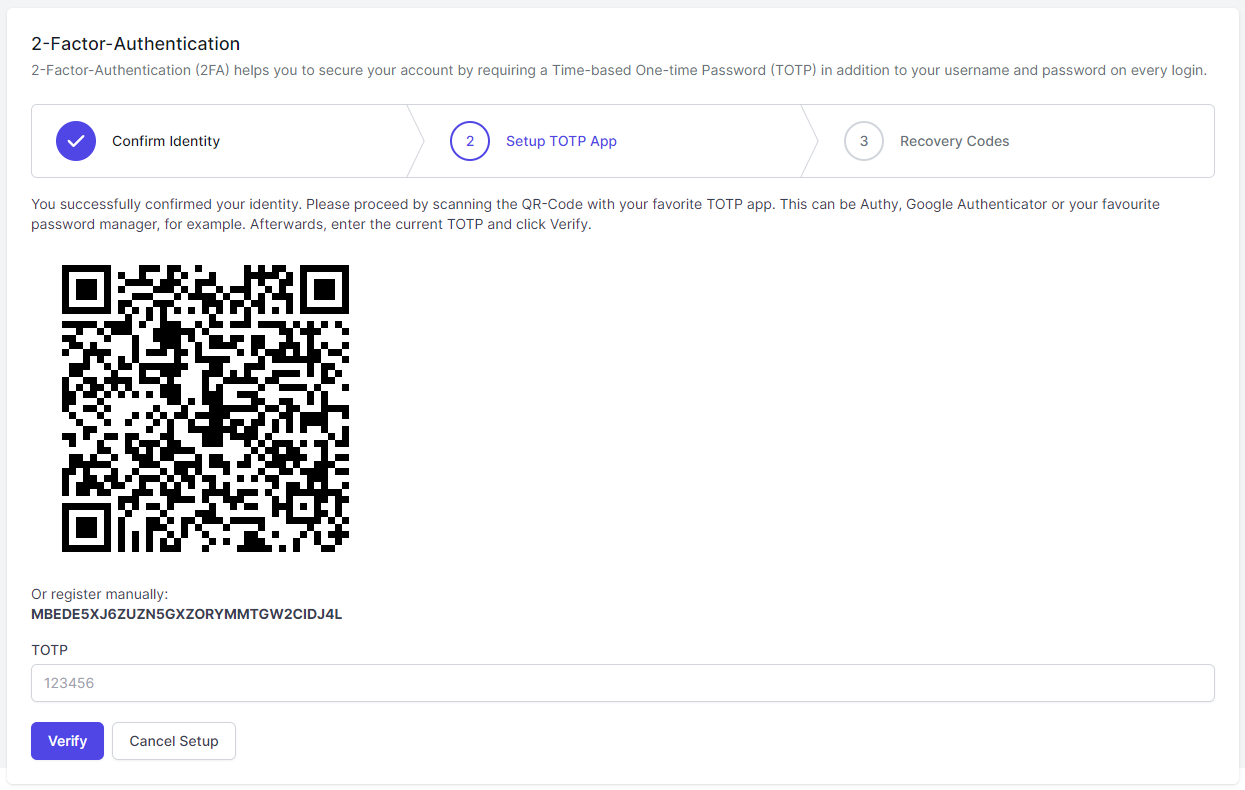 2-Factor-Authentication
2-Factor-Authentication (2FA) helps you to secure your account by requiring a Time-based One-time Password (TOTP) in addition to your username and password on every login.
Confirm Identity
2
Setup TOTP App
3
Recovery Codes
You successfully confirmed your identity. Please proceed by scanning the QR-Code with your favorite TOTP app. This can be Authy, Google Authenticator or your favourite
password manager, for example. Afterwards, enter the current TOTP and click Verify.
Or register manually:
MBEDE5XJ6ZUZN5GXZORYMMTGW2CIDJ4L
TOTP
123456
Verify
Cancel Setup